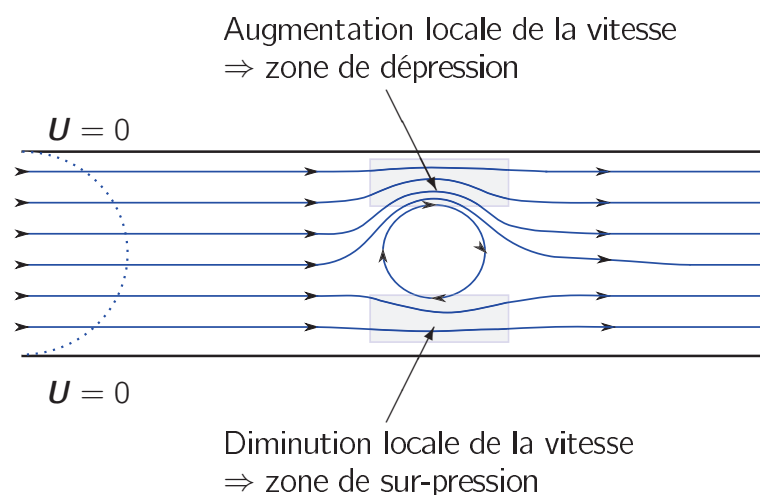 Augmentation locale de la vitesse
⇒ zone de dépression
U = 0
U = 0
Diminution locale de la vitesse
⇒ zone de sur-pression